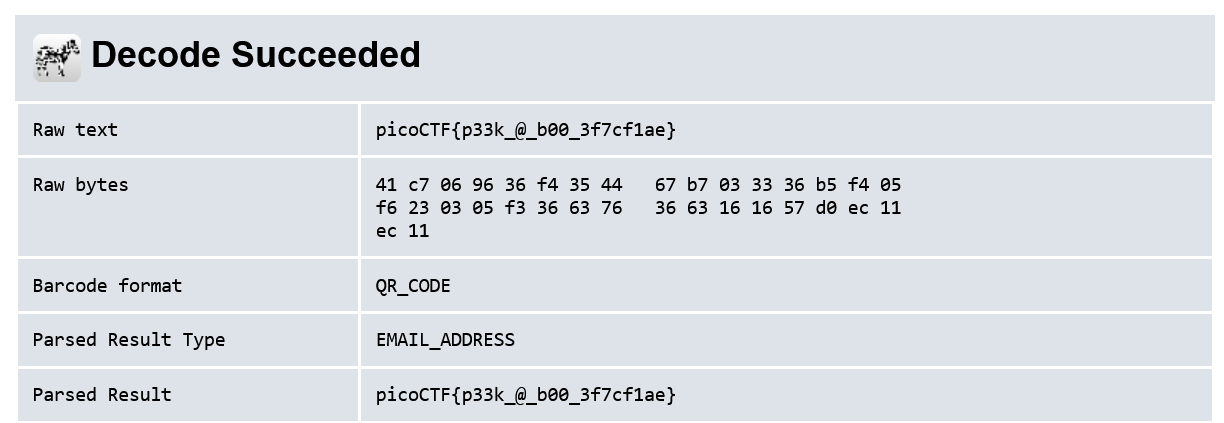 Decode Succeeded
Raw text picoCTF{p33k_@_b00_3f7cf1ae}
Raw bytes 41 c7 06 96 36 f4 35 44 67 b7 03 33 36 b5 f4 05
f6 23 03 05 f3 36 63 76 36 63 16 16 57 d0 ec 11
ec 11
Barcode format QR_CODE
Parsed Result Type EMAIL_ADDRESS
Parsed Result picoCTF{p33k_@_b00_3f7cf1ae}